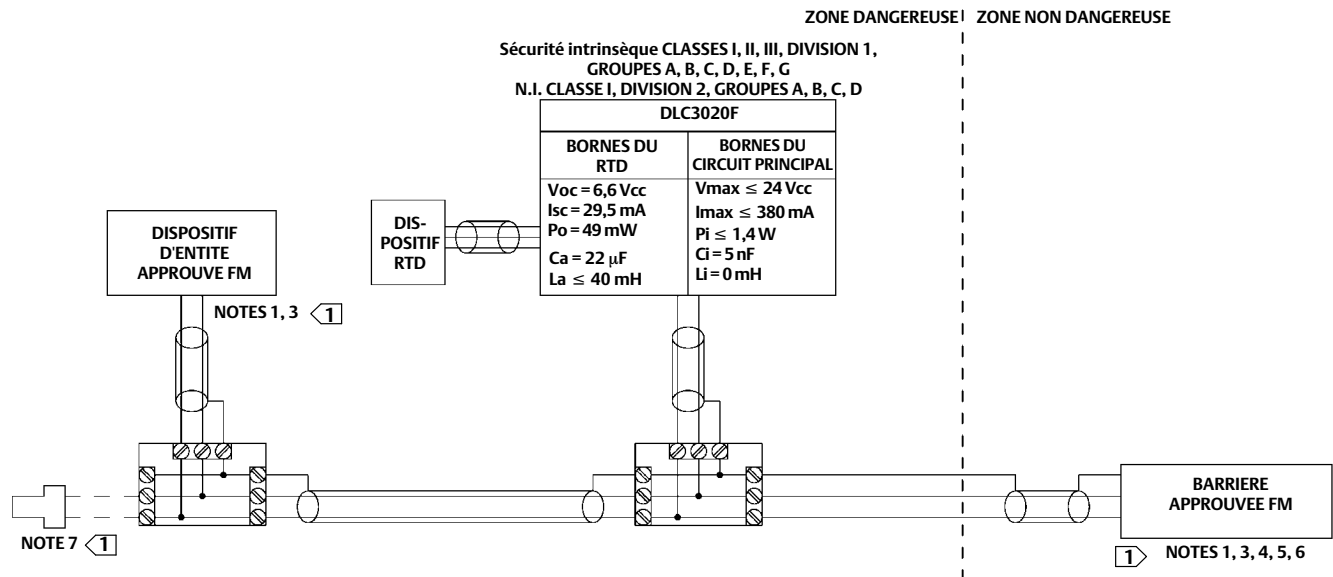 ZONE DANGEREUSE
ZONE NON DANGEREUSE
Sécurité intrinsèque CLASSES I, II, III, DIVISION 1,
GROUPES A, B, C, D, E, F, G
N.I. CLASSE I, DIVISION 2, GROUPES A, B, C, D
DLC3020F
BORNES DU
RTD
Voc = 6,6 Vcc
Isc = 29,5 mA
Po = 49 mW
Ca = 22 μF
La ≤ 40 mH
BORNES DU
CIRCUIT PRINCIPAL
Vmax ≤ 24 Vcc
Imax ≤ 380 mA
Pi ≤ 1,4 W
Ci = 5 nF
Li = 0 mH
DIS-
POSITIF
RTD
DISPOSITIF
D'ENTITE
APPROUVE FM
NOTES 1, 3 1
BARRIERE
APPROUVEE FM
1 NOTES 1, 3, 4, 5, 6
NOTE 7 1